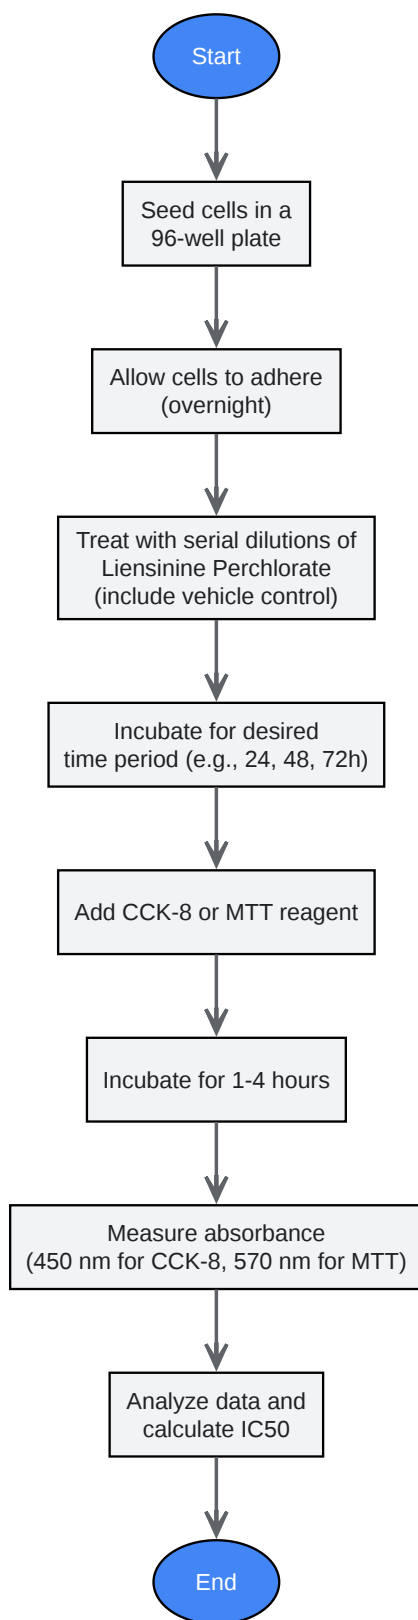 Start
Seed cells in a
96-well plate
Allow cells to adhere
(overnight)
Treat with serial dilutions of
Liensinine Perchlorate
(include vehicle control)
Incubate for desired
time period (e.g., 24, 48, 72h)
Add CCK-8 or MTT reagent
Incubate for 1-4 hours
Measure absorbance
(450 nm for CCK-8, 570 nm for MTT)
Analyze data and
calculate IC50
End